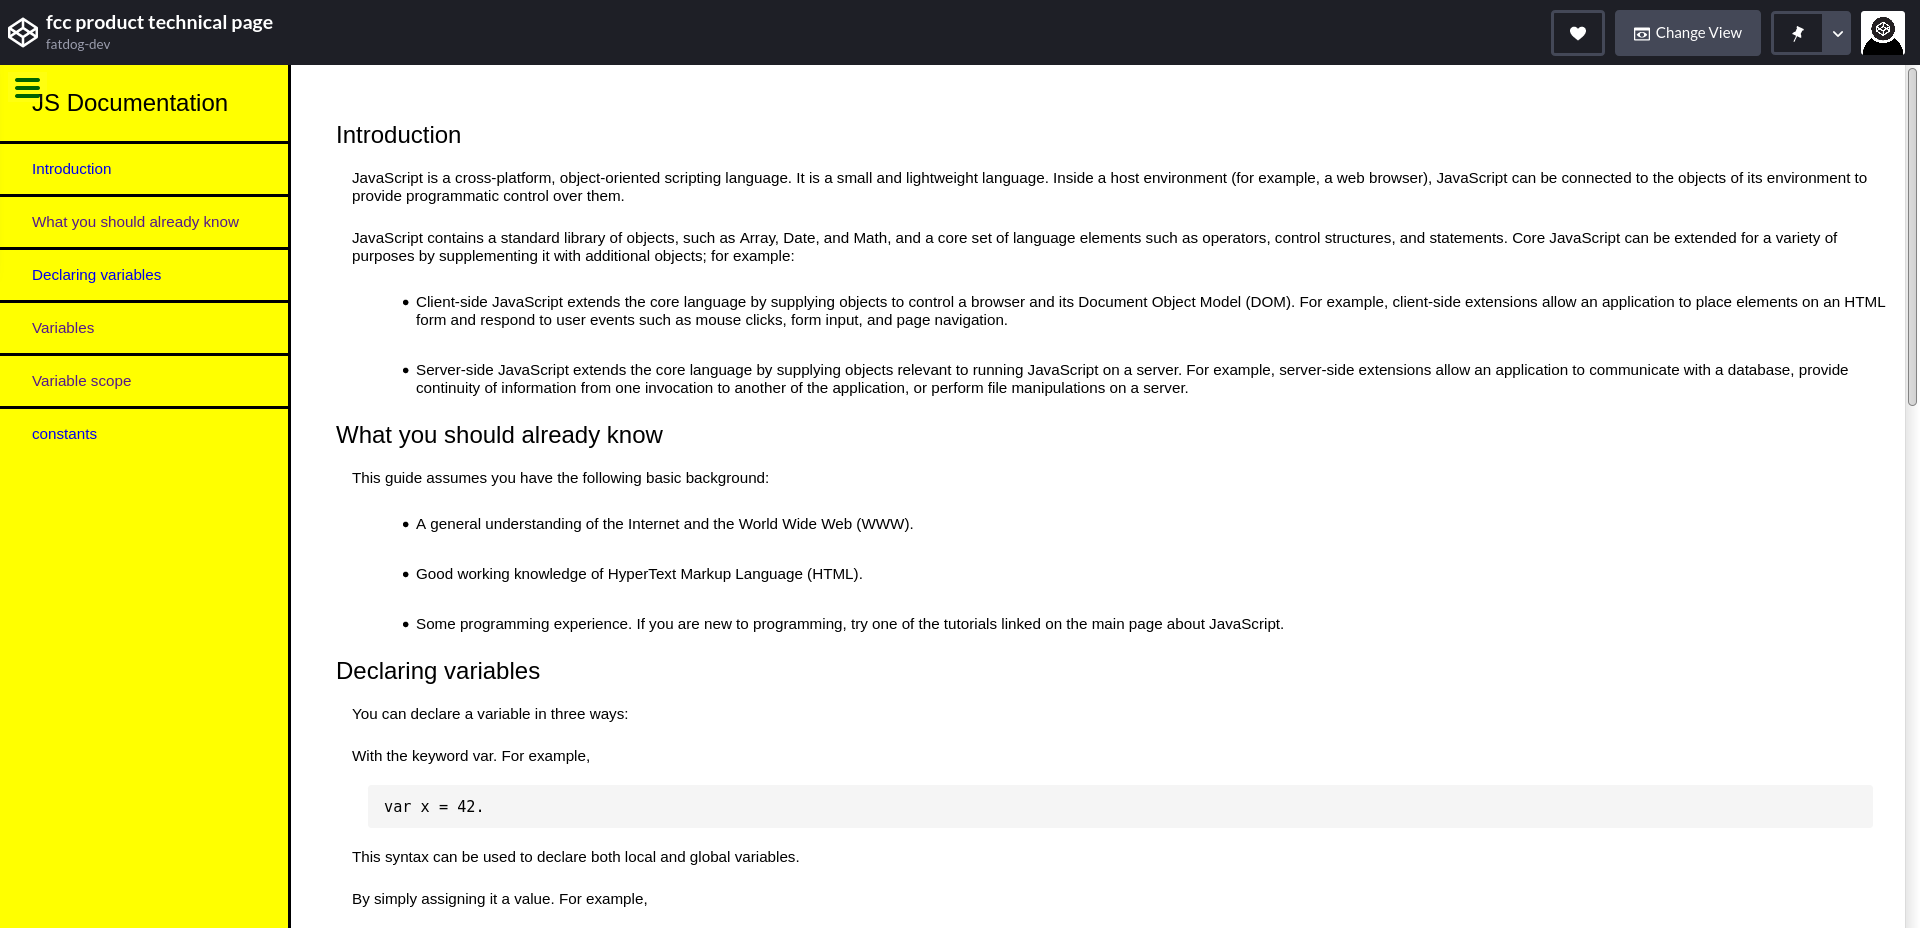 fcc product technical page
fatdog-dev
Change View
JS Documentation
Introduction
What you should already know
Declaring variables
Variables
Variable scope
constants
Introduction
JavaScript is a cross-platform, object-oriented scripting language. It is a small and lightweight language. Inside a host environment (for example, a web browser), JavaScript can be connected to the objects of its environment to
provide programmatic control over them.
JavaScript contains a standard library of objects, such as Array, Date, and Math, and a core set of language elements such as operators, control structures, and statements. Core JavaScript can be extended for a variety of
purposes by supplementing it with additional objects; for example:
• Client-side JavaScript extends the core language by supplying objects to control a browser and its Document Object Model (DOM). For example, client-side extensions allow an application to place elements on an HTML
form and respond to user events such as mouse clicks, form input, and page navigation.
• Server-side JavaScript extends the core language by supplying objects relevant to running JavaScript on a server. For example, server-side extensions allow an application to communicate with a database, provide
continuity of information from one invocation to another of the application, or perform file manipulations on a server.
What you should already know
This guide assumes you have the following basic background:
• A general understanding of the Internet and the World Wide Web (WWW).
• Good working knowledge of HyperText Markup Language (HTML).
• Some programming experience. If you are new to programming, try one of the tutorials linked on the main page about JavaScript.
Declaring variables
You can declare a variable in three ways:
With the keyword var. For example,
var x = 42.
This syntax can be used to declare both local and global variables.
By simply assigning it a value. For example,